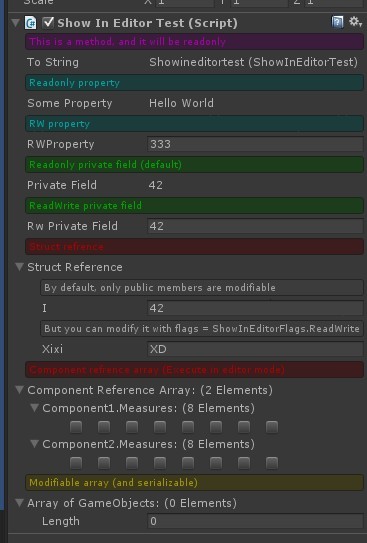 Scale X 1 Y 1 Z 1
Show In Editor Test (Script)
This is a method, and it will be readonly
To String Showineditortest (ShowInEditorTest)
Readonly property
Some Property Hello World
RW property
RWProperty 333
Readonly private field (default)
Private Field 42
ReadWrite private field
Rw Private Field 42
Struct refrence
Struct Reference
By default, only public members are modifiable
I 42
But you can modify it with flags = ShowInEditorFlags.ReadWrite
Xixi XD
Component refrence array (Execute in editor mode)
Component Reference Array: (2 Elements)
Component1.Measures: (8 Elements)
Component2.Measures: (8 Elements)
Modifiable array (and serializable)
Array of GameObjects: (0 Elements)
Length 0